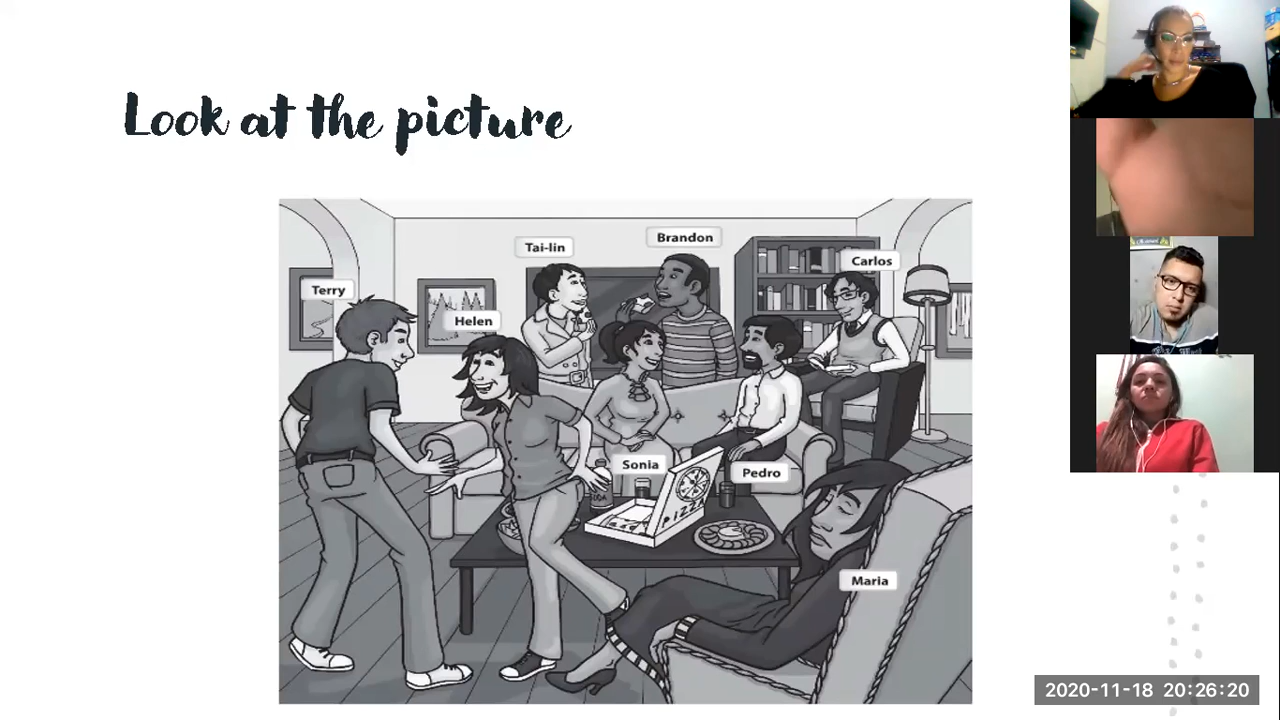 Look at the picture
Tai-lin
Brandon
Carlos
Terry
Helen
Sonia
Pedro
SODA
PIZZA
Maria
2020-11-18 20:26:20